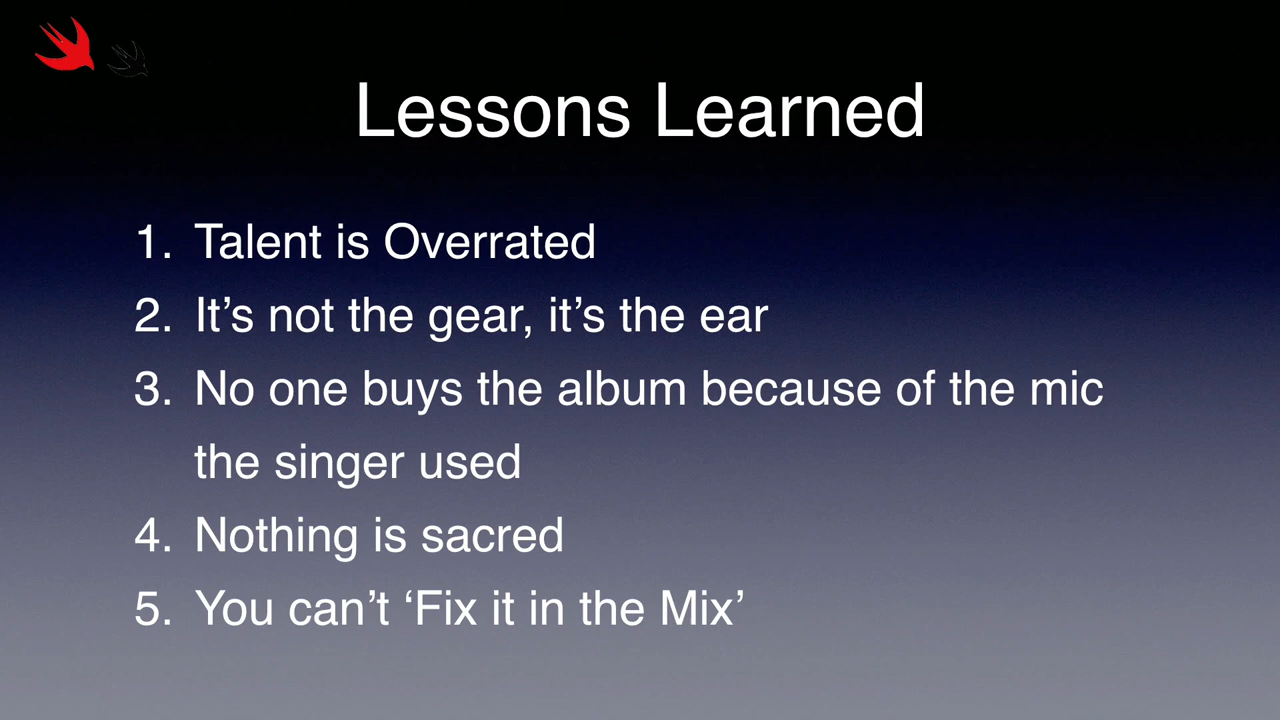 Lessons Learned
1. Talent is Overrated
2. It’s not the gear, it’s the ear
3. No one buys the album because of the mic
the singer used
4. Nothing is sacred
5. You can’t ‘Fix it in the Mix’